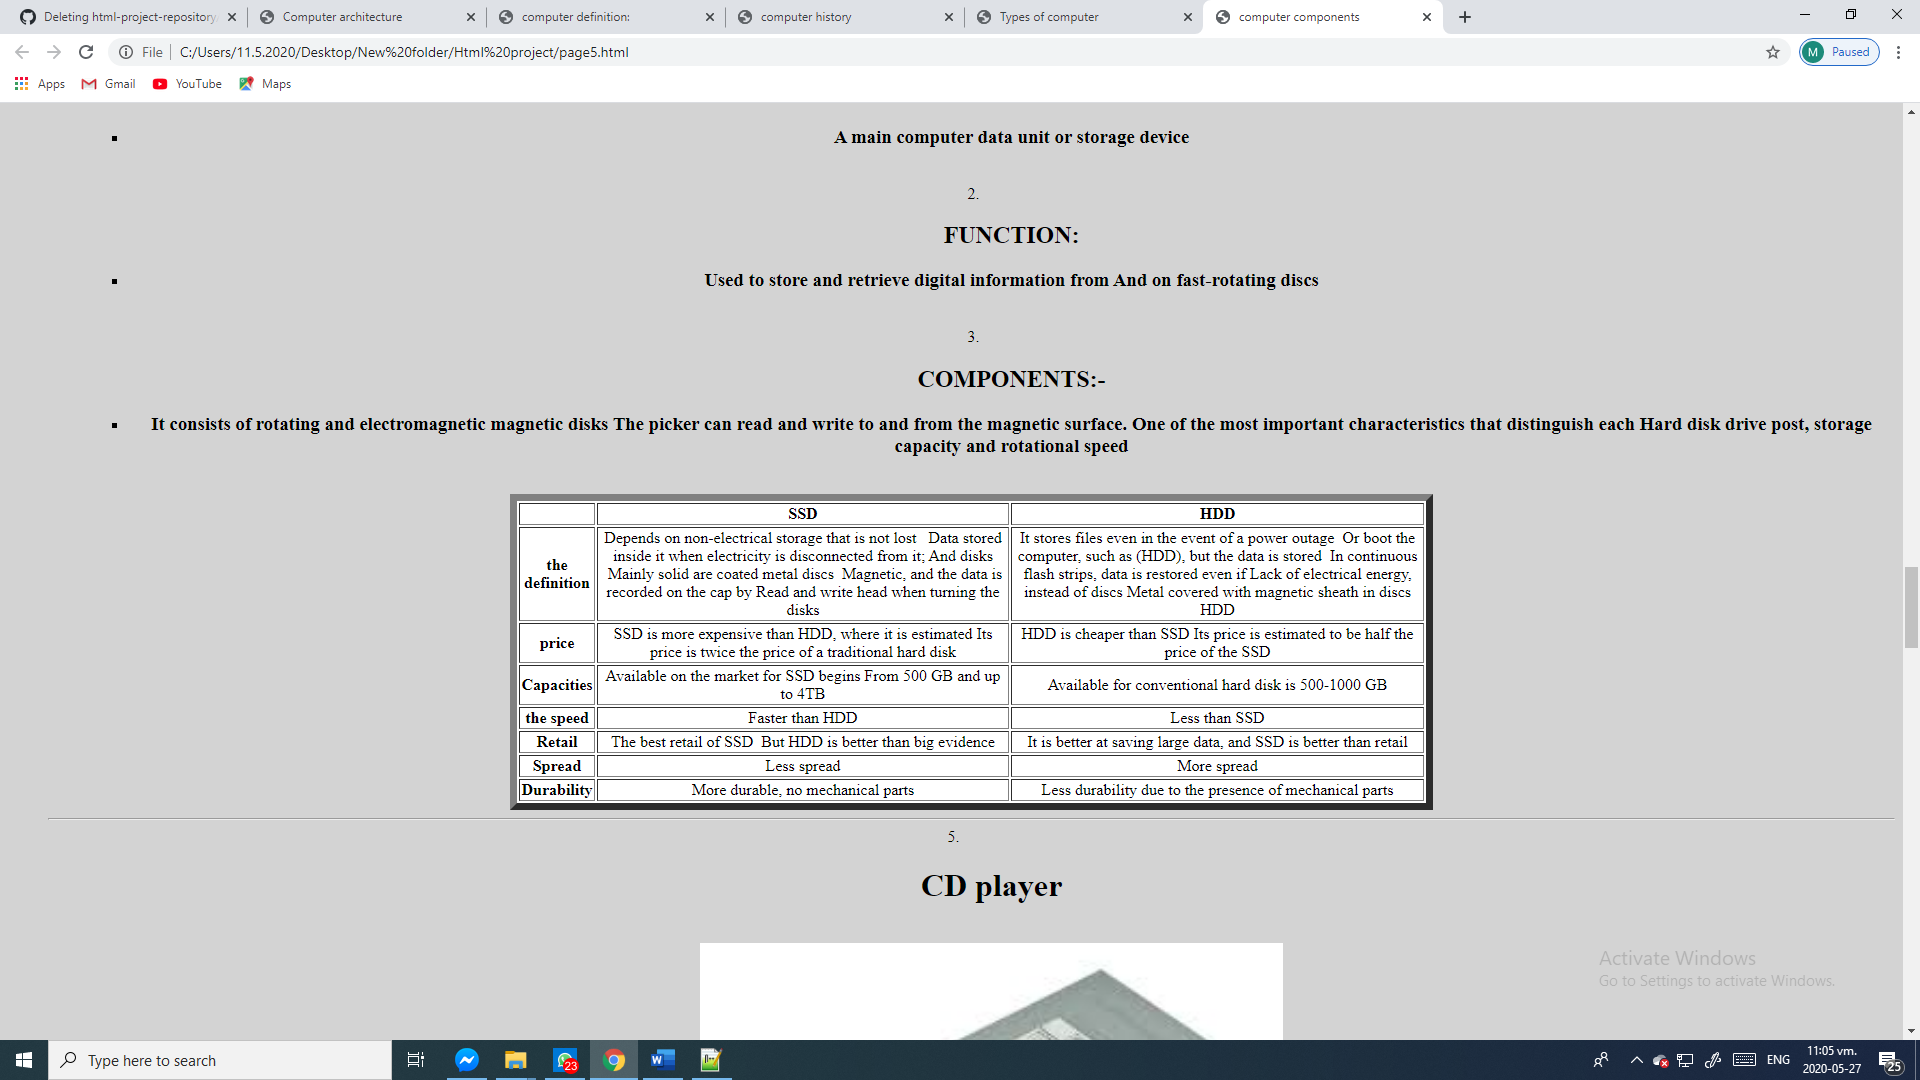 Deleting html-project-repository
Computer architecture
computer definition:
computer history
Types of computer
computer components
File
C:/Users/11.5.2020/Desktop/New%20folder/Html%20project/page5.html
M
Paused
Apps
Gmail
YouTube
Maps
A main computer data unit or storage device
2.
FUNCTION:
Used to store and retrieve digital information from And on fast-rotating discs
3.
COMPONENTS:-
It consists of rotating and electromagnetic magnetic disks The picker can read and write to and from the magnetic surface. One of the most important characteristics that distinguish each Hard disk drive post, storage
capacity and rotational speed
SSD HDD
the definition
Depends on non-electrical storage that is not lost Data stored
inside it when electricity is disconnected from it; And disks
Mainly solid are coated metal discs Magnetic, and the data is
recorded on the cap by Read and write head when turning the
disks
It stores files even in the event of a power outage Or boot the
computer, such as (HDD), but the data is stored In continuous
flash strips, data is restored even if Lack of electrical energy,
instead of discs Metal covered with magnetic sheath in discs
HDD
price
SSD is more expensive than HDD, where it is estimated Its
price is twice the price of a traditional hard disk
HDD is cheaper than SSD Its price is estimated to be half the
price of the SSD
Capacities
Available on the market for SSD begins From 500 GB and up
to 4TB
Available for conventional hard disk is 500-1000 GB
the speed Faster than HDD Less than SSD
Retail The best retail of SSD But HDD is better than big evidence It is better at saving large data, and SSD is better than retail
Spread Less spread More spread
Durability More durable, no mechanical parts Less durability due to the presence of mechanical parts
5.
CD player
Activate Windows
Go to Settings to activate Windows.
Type here to search
23
W
ENG
11:05 vm.
2020-05-27
25